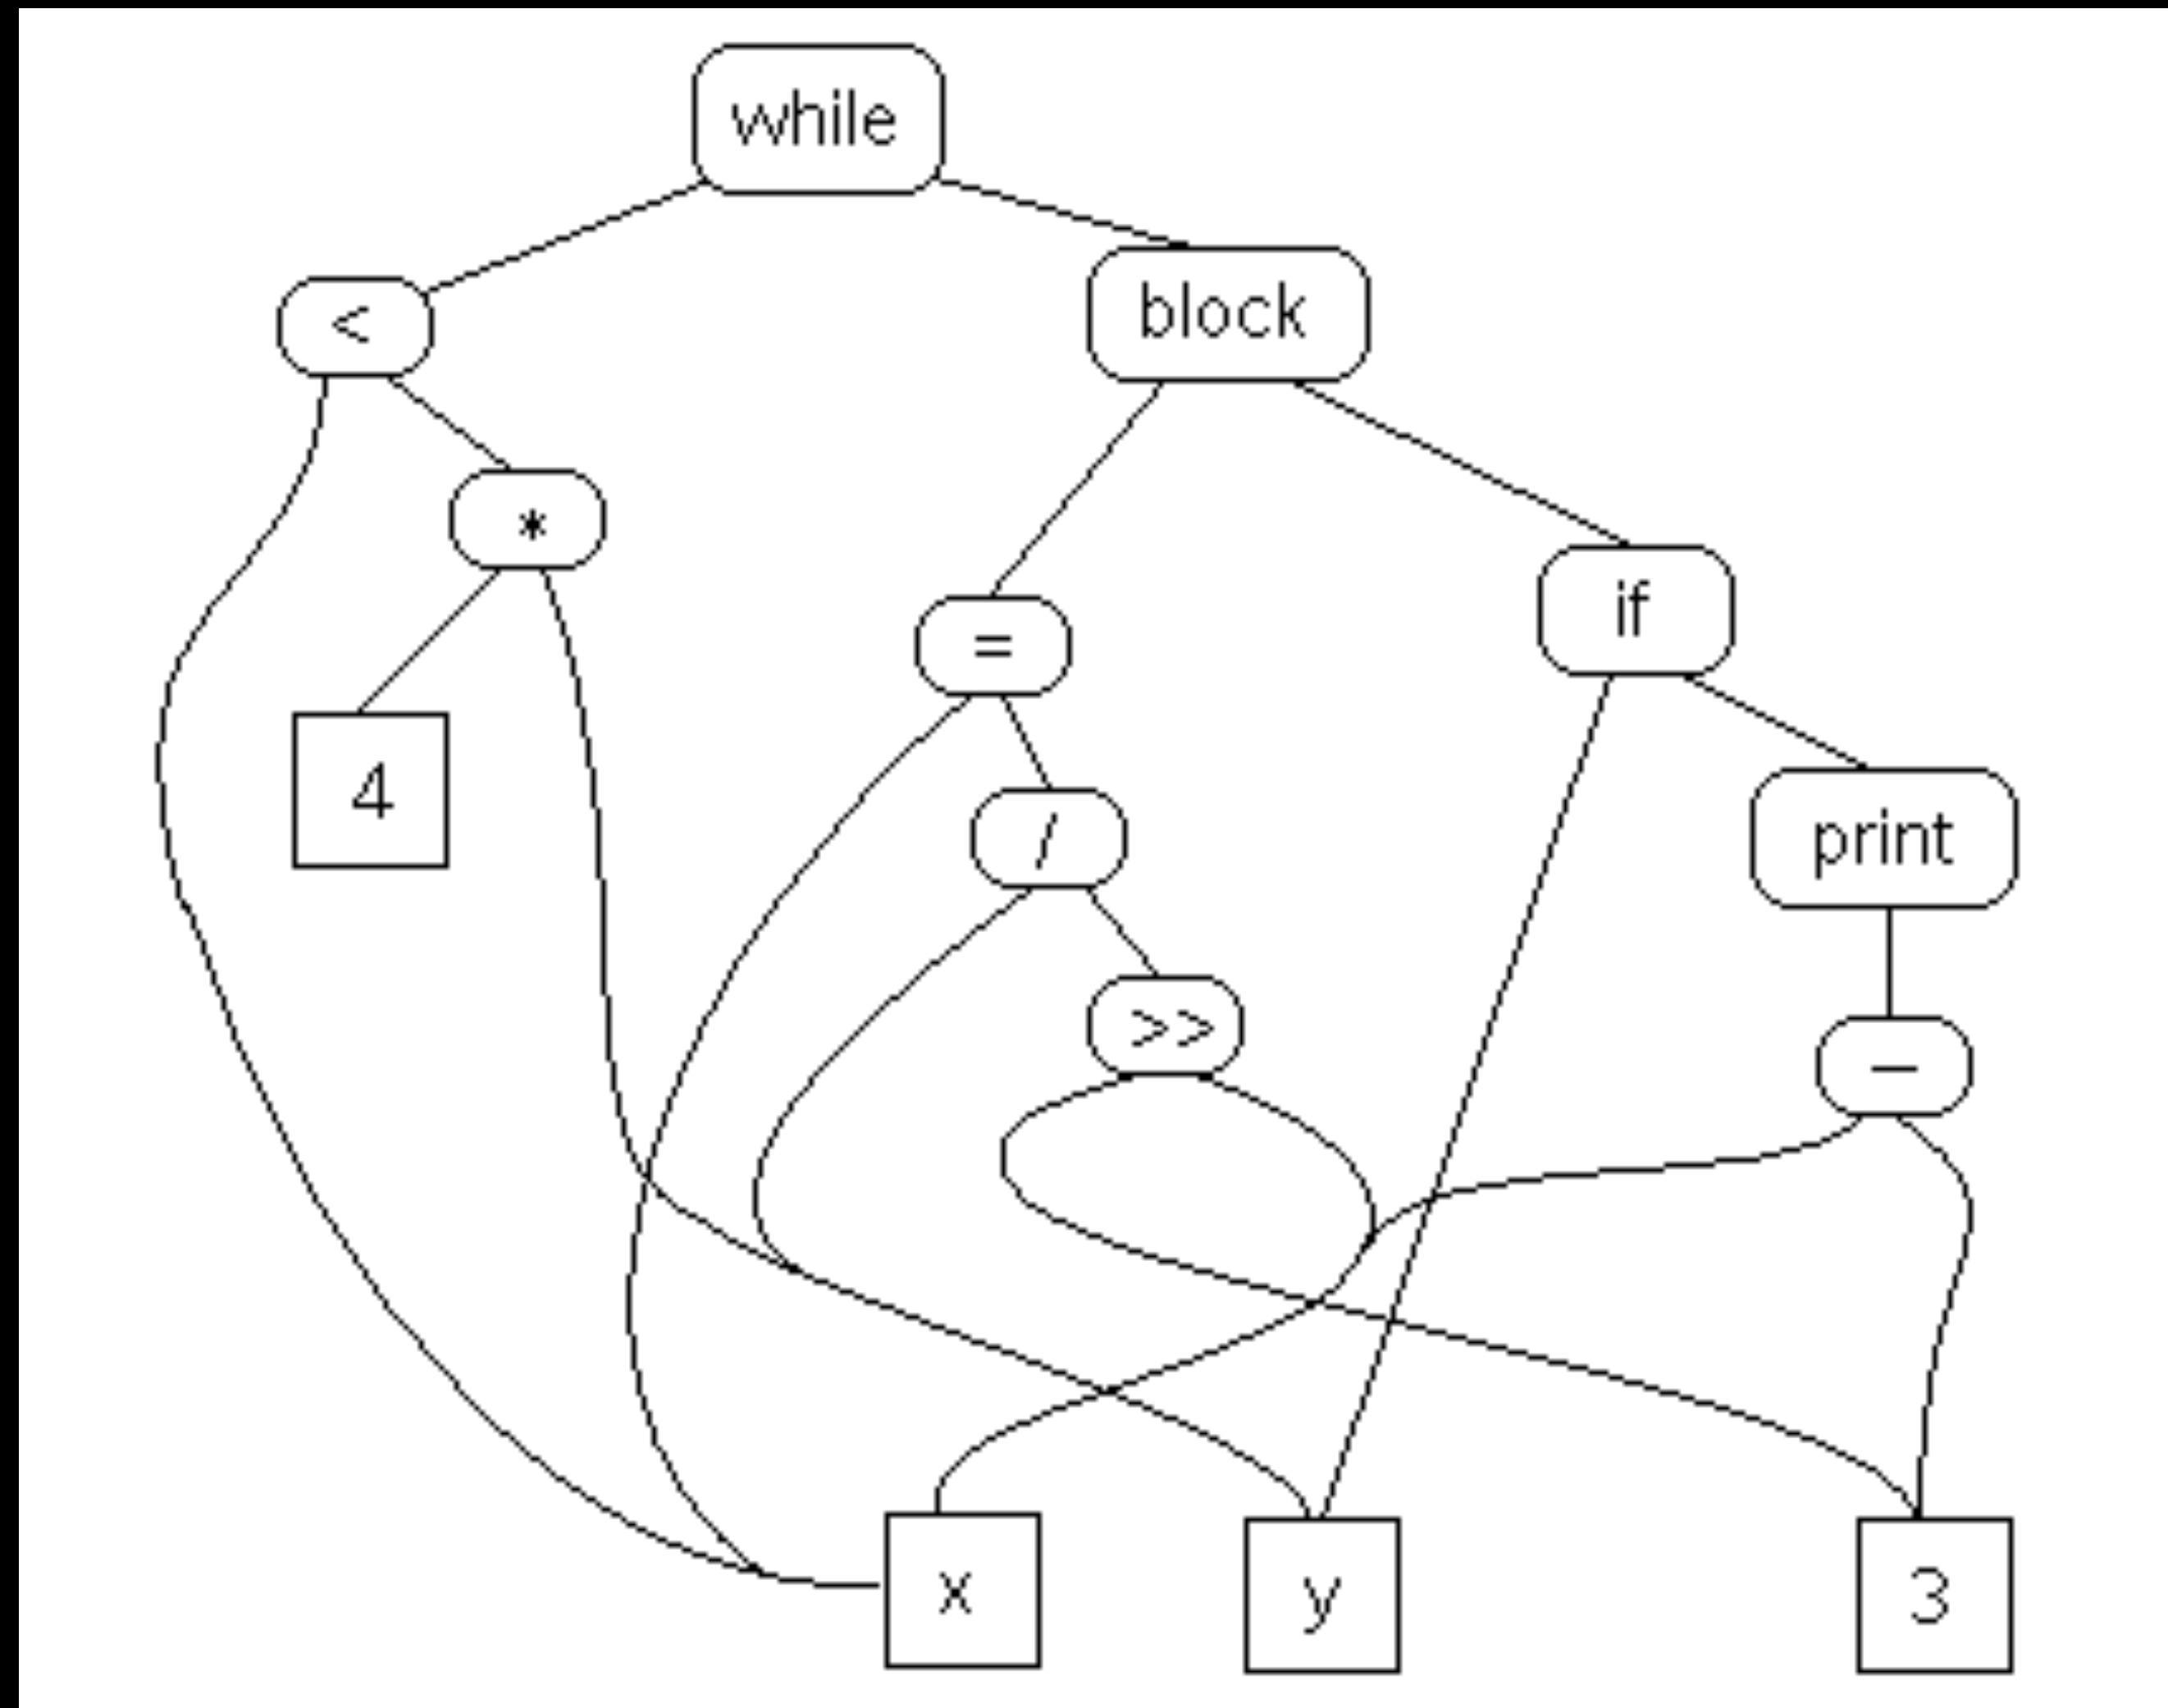 while
<
block
*
=
if
4
/
print
>>
−
x
y
3